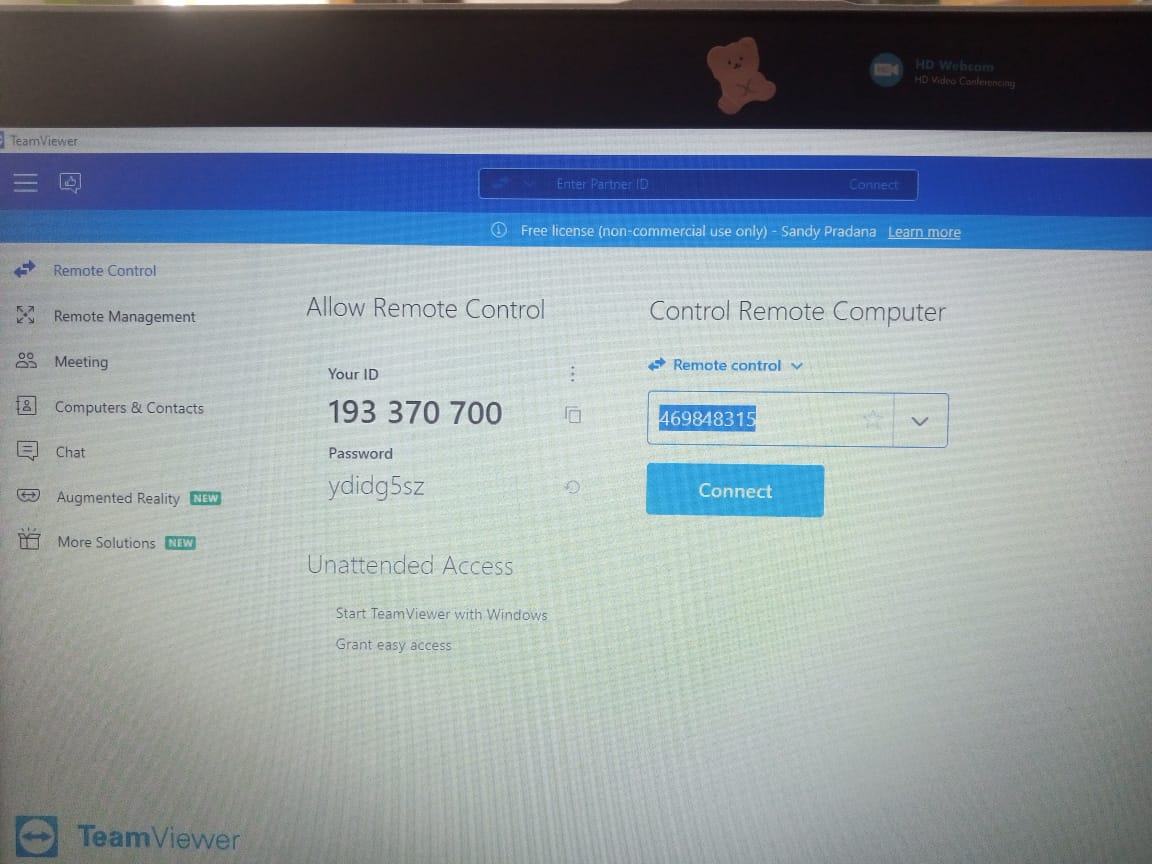 HD Webcam
HD Video Conferencing
TeamViewer
Enter Partner ID
Connect
Free license (non-commercial use only) - Sandy Pradana Learn more
Remote Control
Remote Management
Meeting
Computers & Contacts
Chat
Augmented Reality NEW
More Solutions NEW
Allow Remote Control
Your ID
193 370 700
Password
ydidg5sz
Unattended Access
Start TeamViewer with Windows
Grant easy access
Control Remote Computer
Remote control
469848315
Connect
TeamViewer